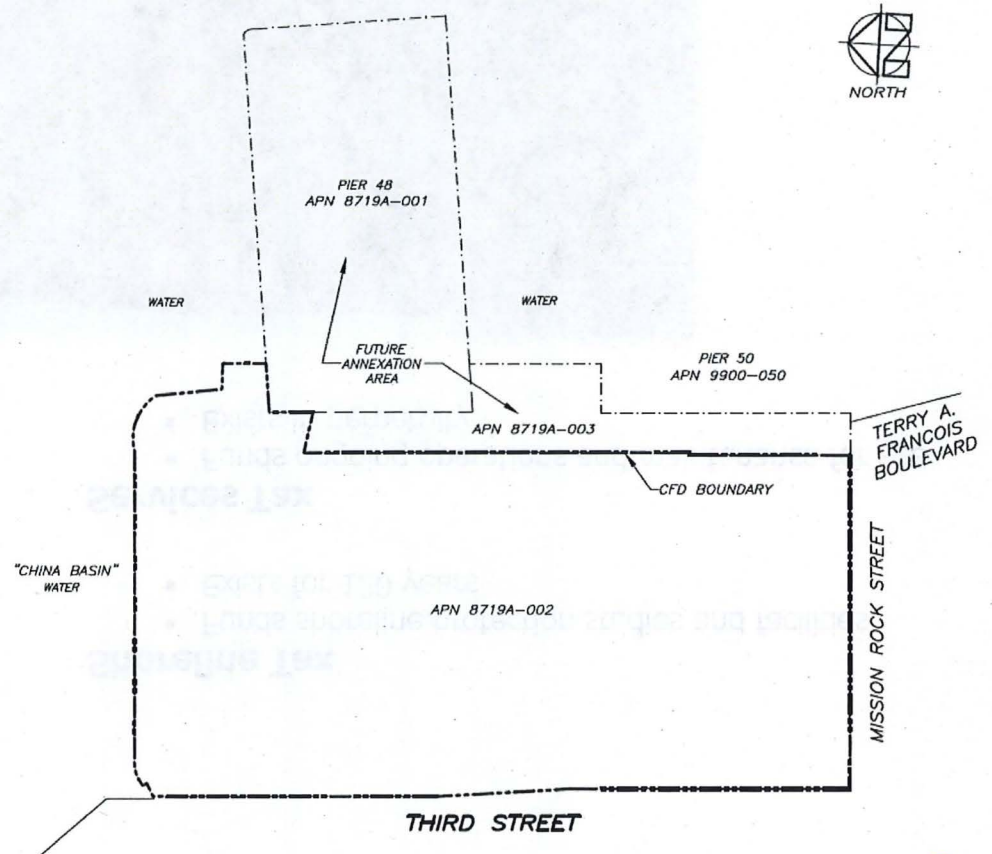 NORTH
PIER 48
APN 8719A-001
WATER
WATER
FUTURE
ANNEXATION
AREA
PIER 50
APN 9900-050
APN 8719A-003
TERRY A.
FRANCOIS
BOULEVARD
CFD BOUNDARY
"CHINA BASIN"
WATER
APN 8719A-002
MISSION ROCK STREET
THIRD STREET